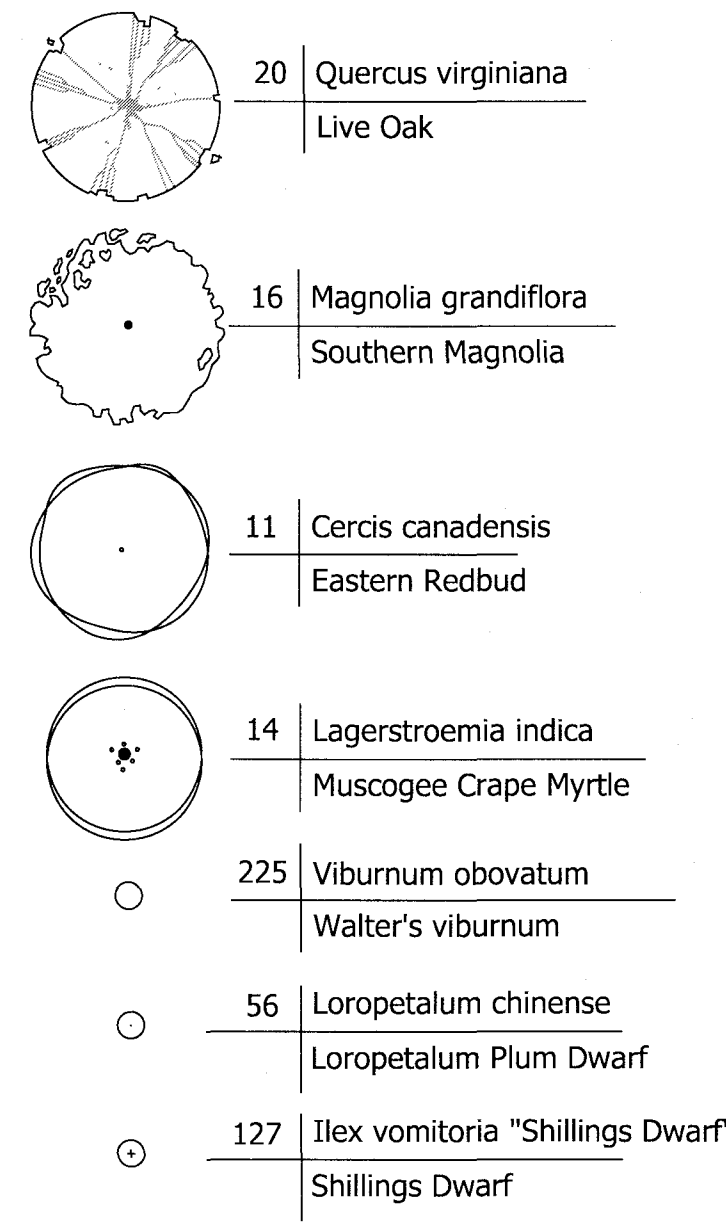 20 Quercus virginiana
Live Oak
16 Magnolia grandiflora
Southern Magnolia
11 Cercis canadensis
Eastern Redbud
14 Lagerstroemia indica
Muscogee Crape Myrtle
225 Viburnum obovatum
Walter's viburnum
56 Loropetalum chinense
Loropetalum Plum Dwarf
127 Ilex vomitoria "Shillings Dwarf"
Shillings Dwarf